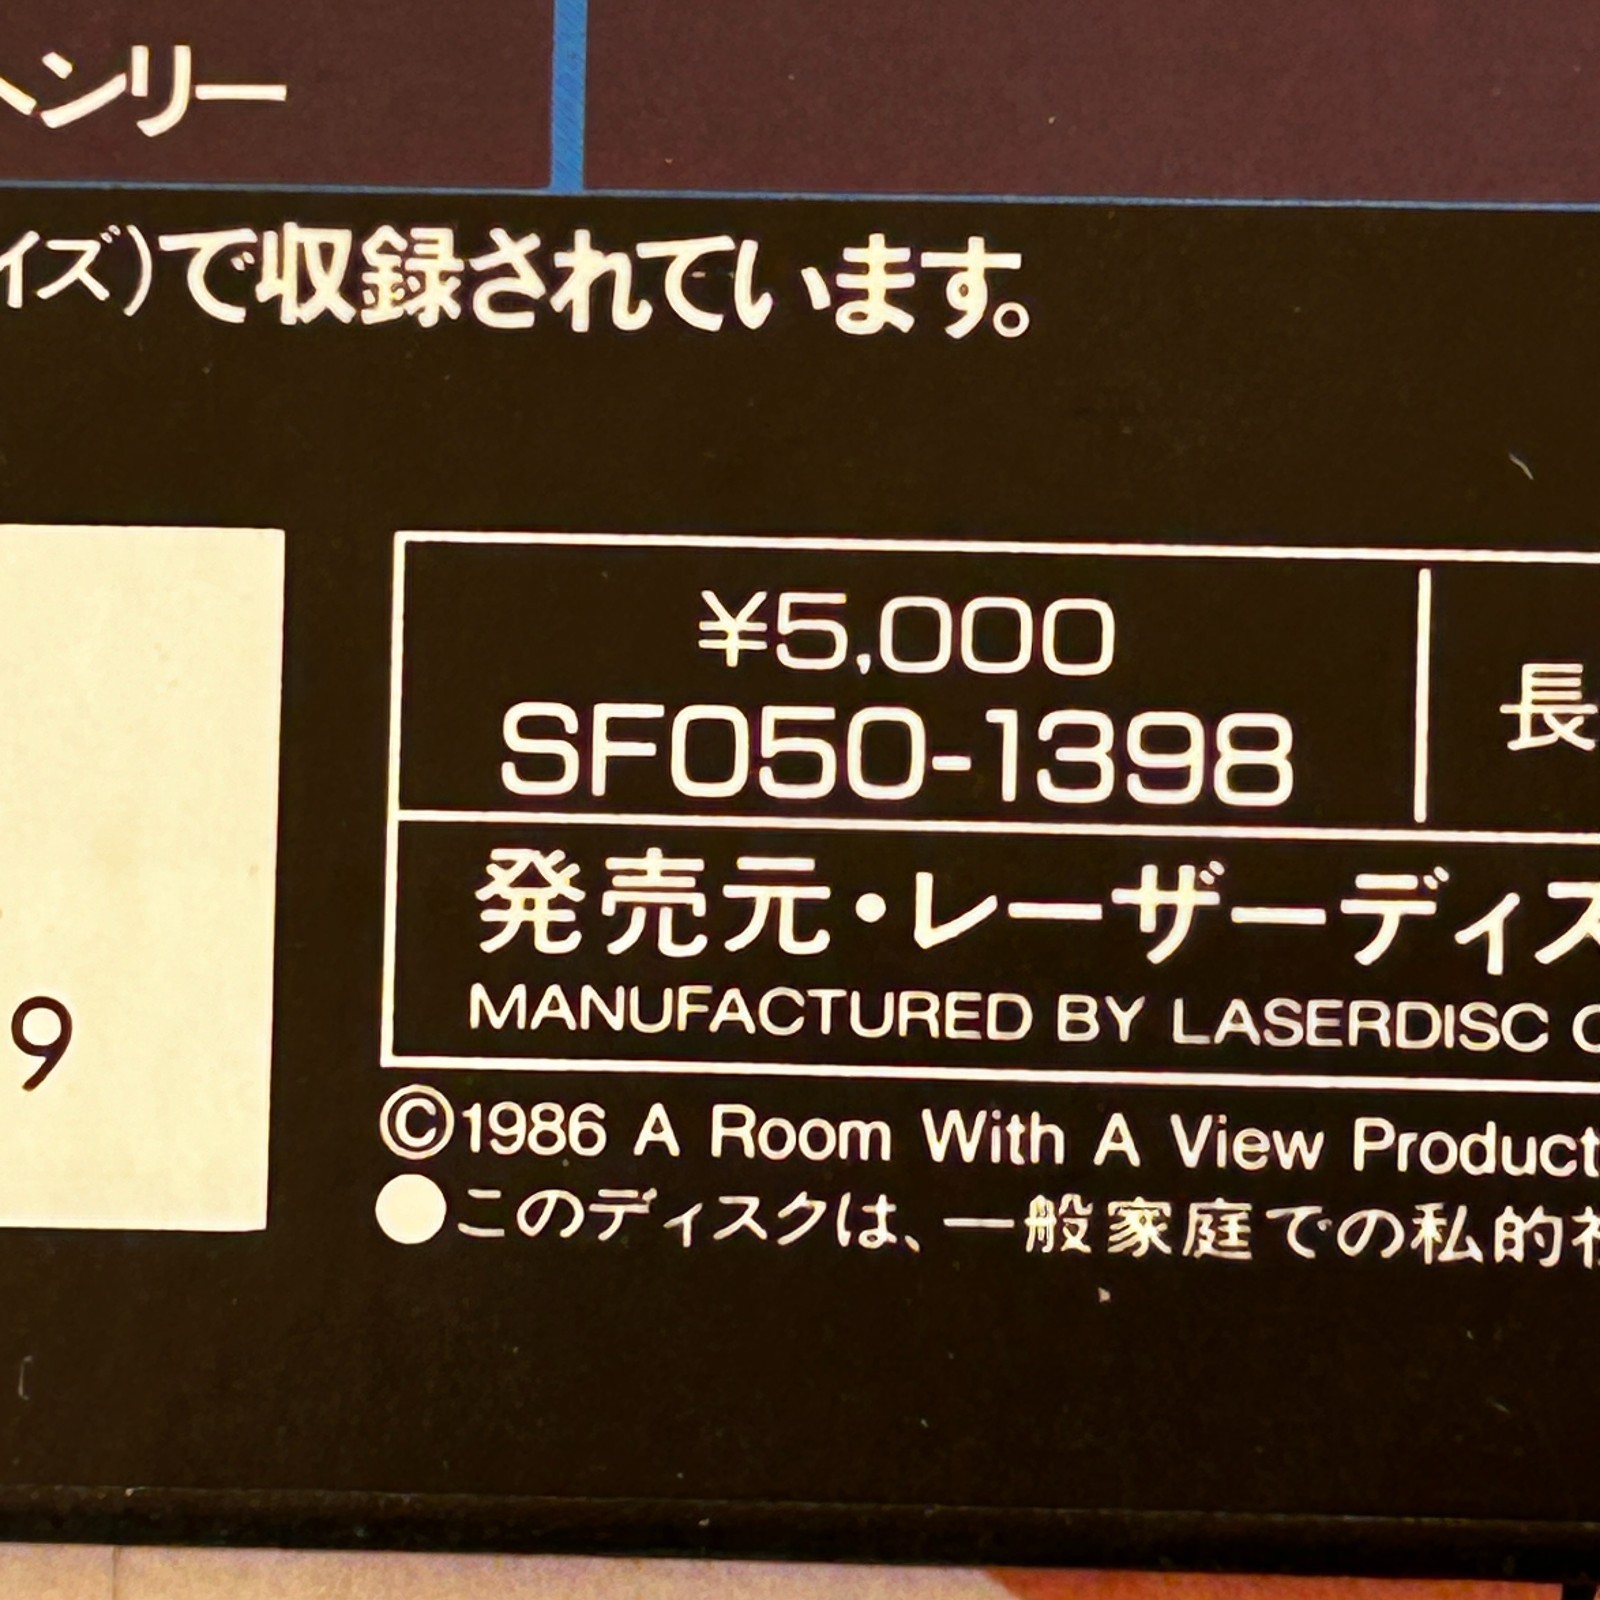 ヘンリー
イズ)で収録されています。
¥5,000
SF050-1398
長
発売元・レーザーディス
MANUFACTURED BY LASERDISC C
9
©1986 A Room With A View Product
●このディスクは、一般家庭での私的